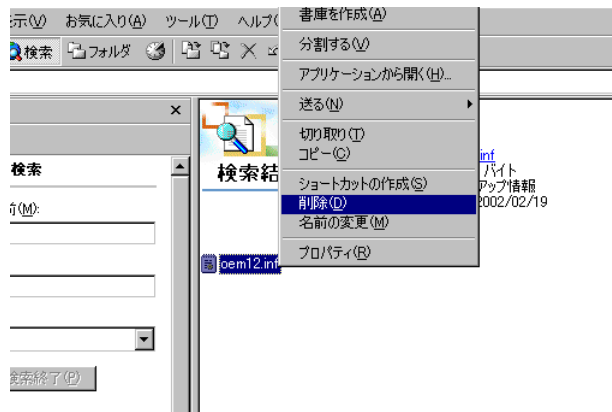 表示(V) お気に入り(A) ツール(T) ヘルプ(
検索 フォルダ
検索
前(M):
検索終了(P)
書庫を作成(A)
分割する(V)
アプリケーションから開く(H)...
送る(N)
切り取り(T)
コピー(C)
ショートカットの作成(S)
削除(D)
名前の変更(M)
プロパティ(R)
検索結
inf
バイト
アップ情報
2002/02/19
oem12.inf